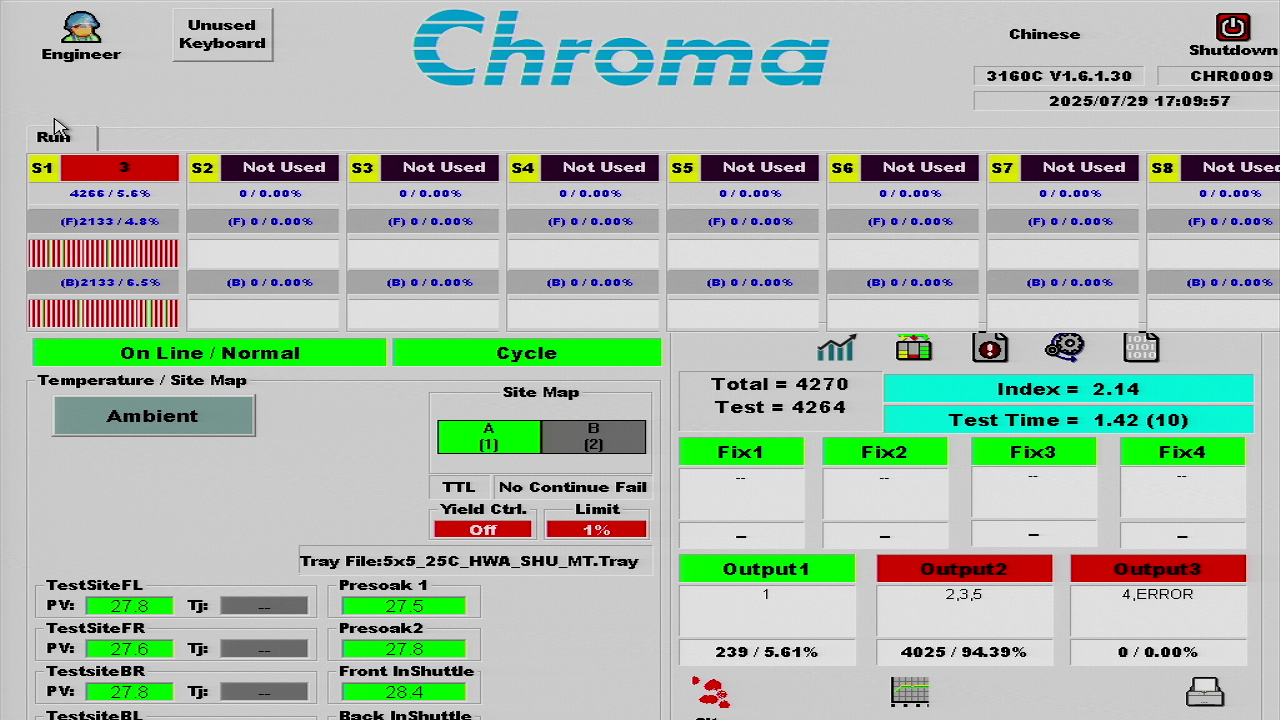 Engineer
Unused
Keyboard
Chroma
Chinese
Shutdown
3160C V1.6.1.30
CHR0009
2025/07/29 17:09:57
Run
S1 3 S2 Not Used S3 Not Used S4 Not Used S5 Not Used S6 Not Used S7 Not Used S8
4266 / 5.6% 0 / 0.00% 0 / 0.00% 0 / 0.00% 0 / 0.00% 0 / 0.00% 0 / 0.00% 0 / 0.00%
(F)2133 / 4.8% (F) 0 / 0.00% (F) 0 / 0.00% (F) 0 / 0.00% (F) 0 / 0.00% (F) 0 / 0.00% (F) 0 / 0.00% (F) 0 / 0.00%
(B)2133 / 6.5% (B) 0 / 0.00% (B) 0 / 0.00% (B) 0 / 0.00% (B) 0 / 0.00% (B) 0 / 0.00% (B) 0 / 0.00% (B) 0 / 0.00%
On Line / Normal Cycle
Temperature / Site Map
Ambient
Site Map
A B
(1) (2)
TTL No Continue Fail
Yield Ctrl. Limit
Off 1%
Tray File:5x5_25C_HWA_SHU_MT.Tray
TestSiteFL
PV: 27.8 Tj: --
TestSiteFR
PV: 27.6 Tj: --
TestsiteBR
PV: 27.8 Tj: --
TestsiteBL
Presoak 1
27.5
Presoak2
27.8
Front InShuttle
28.4
Back InShuttle
Total = 4270
Test = 4264
Index = 2.14
Test Time = 1.42 (10)
Fix1 Fix2 Fix3 Fix4
-- -- -- --
-- -- -- --
Output1 Output2 Output3
1 2,3,5 4,ERROR
239 / 5.61% 4025 / 94.39% 0 / 0.00%